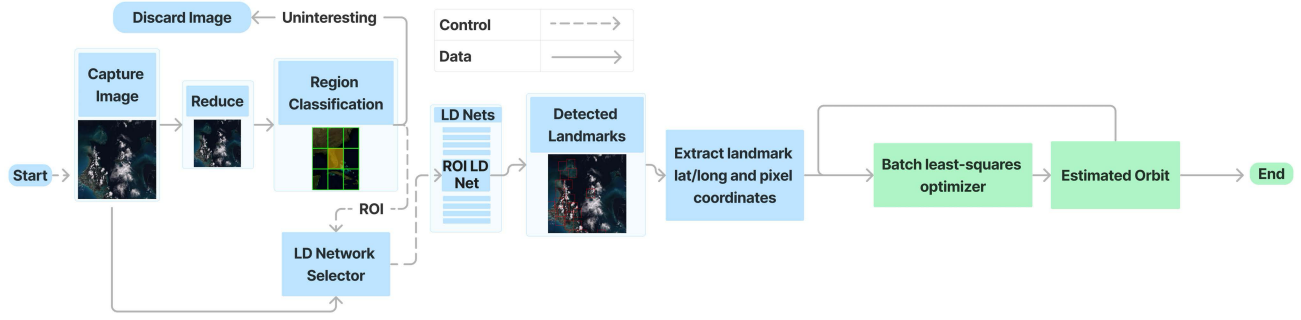 Discard Image
Uninteresting
Control
Data
Capture
Image
Reduce
Region
Classification
LD Nets
ROI LD
Net
Detected
Landmarks
Extract landmark
lat/long and pixel
coordinates
Batch least-squares
optimizer
Estimated Orbit
End
Start
ROI
LD Network
Selector